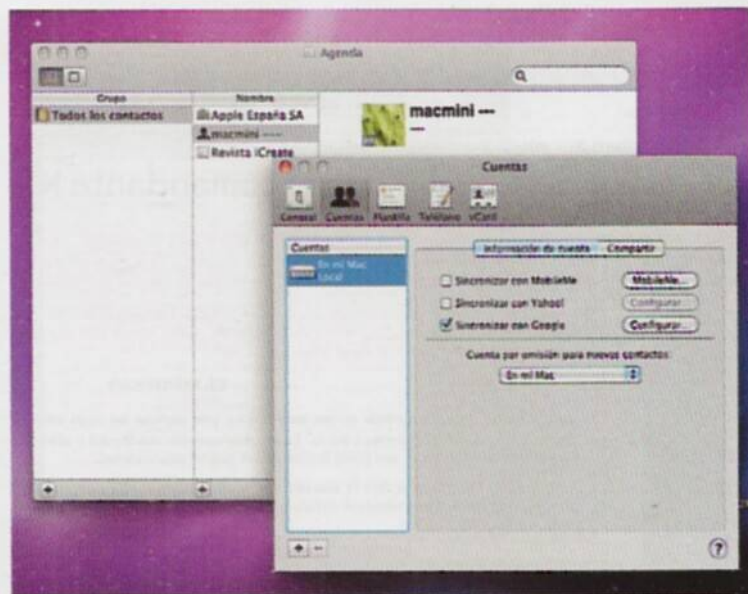 Agenda
Grupo
Todos los contactos
Nombre
Apple España SA
macmini ----
Revista iCreate
macmini ---
---
Cuentas
General Cuentas Plantilla Teléfono vCard
Cuentas
En mi Mac
Local
Información de cuenta Compartir
Sincronizar con MobileMe MobileMe...
Sincronizar con Yahoo! Configurar...
Sincronizar con Google Configurar...
Cuenta por omisión para nuevos contactos:
En mi Mac